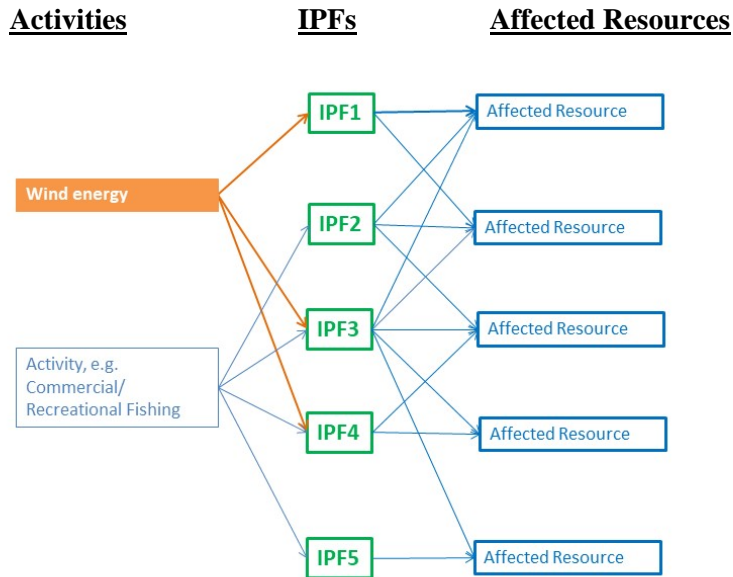 Activities IPFs Affected Resources
IPF1 Affected Resource
Wind energy
IPF2 Affected Resource
IPF3 Affected Resource
Activity, e.g.
Commercial/
Recreational Fishing
IPF4 Affected Resource
IPF5 Affected Resource